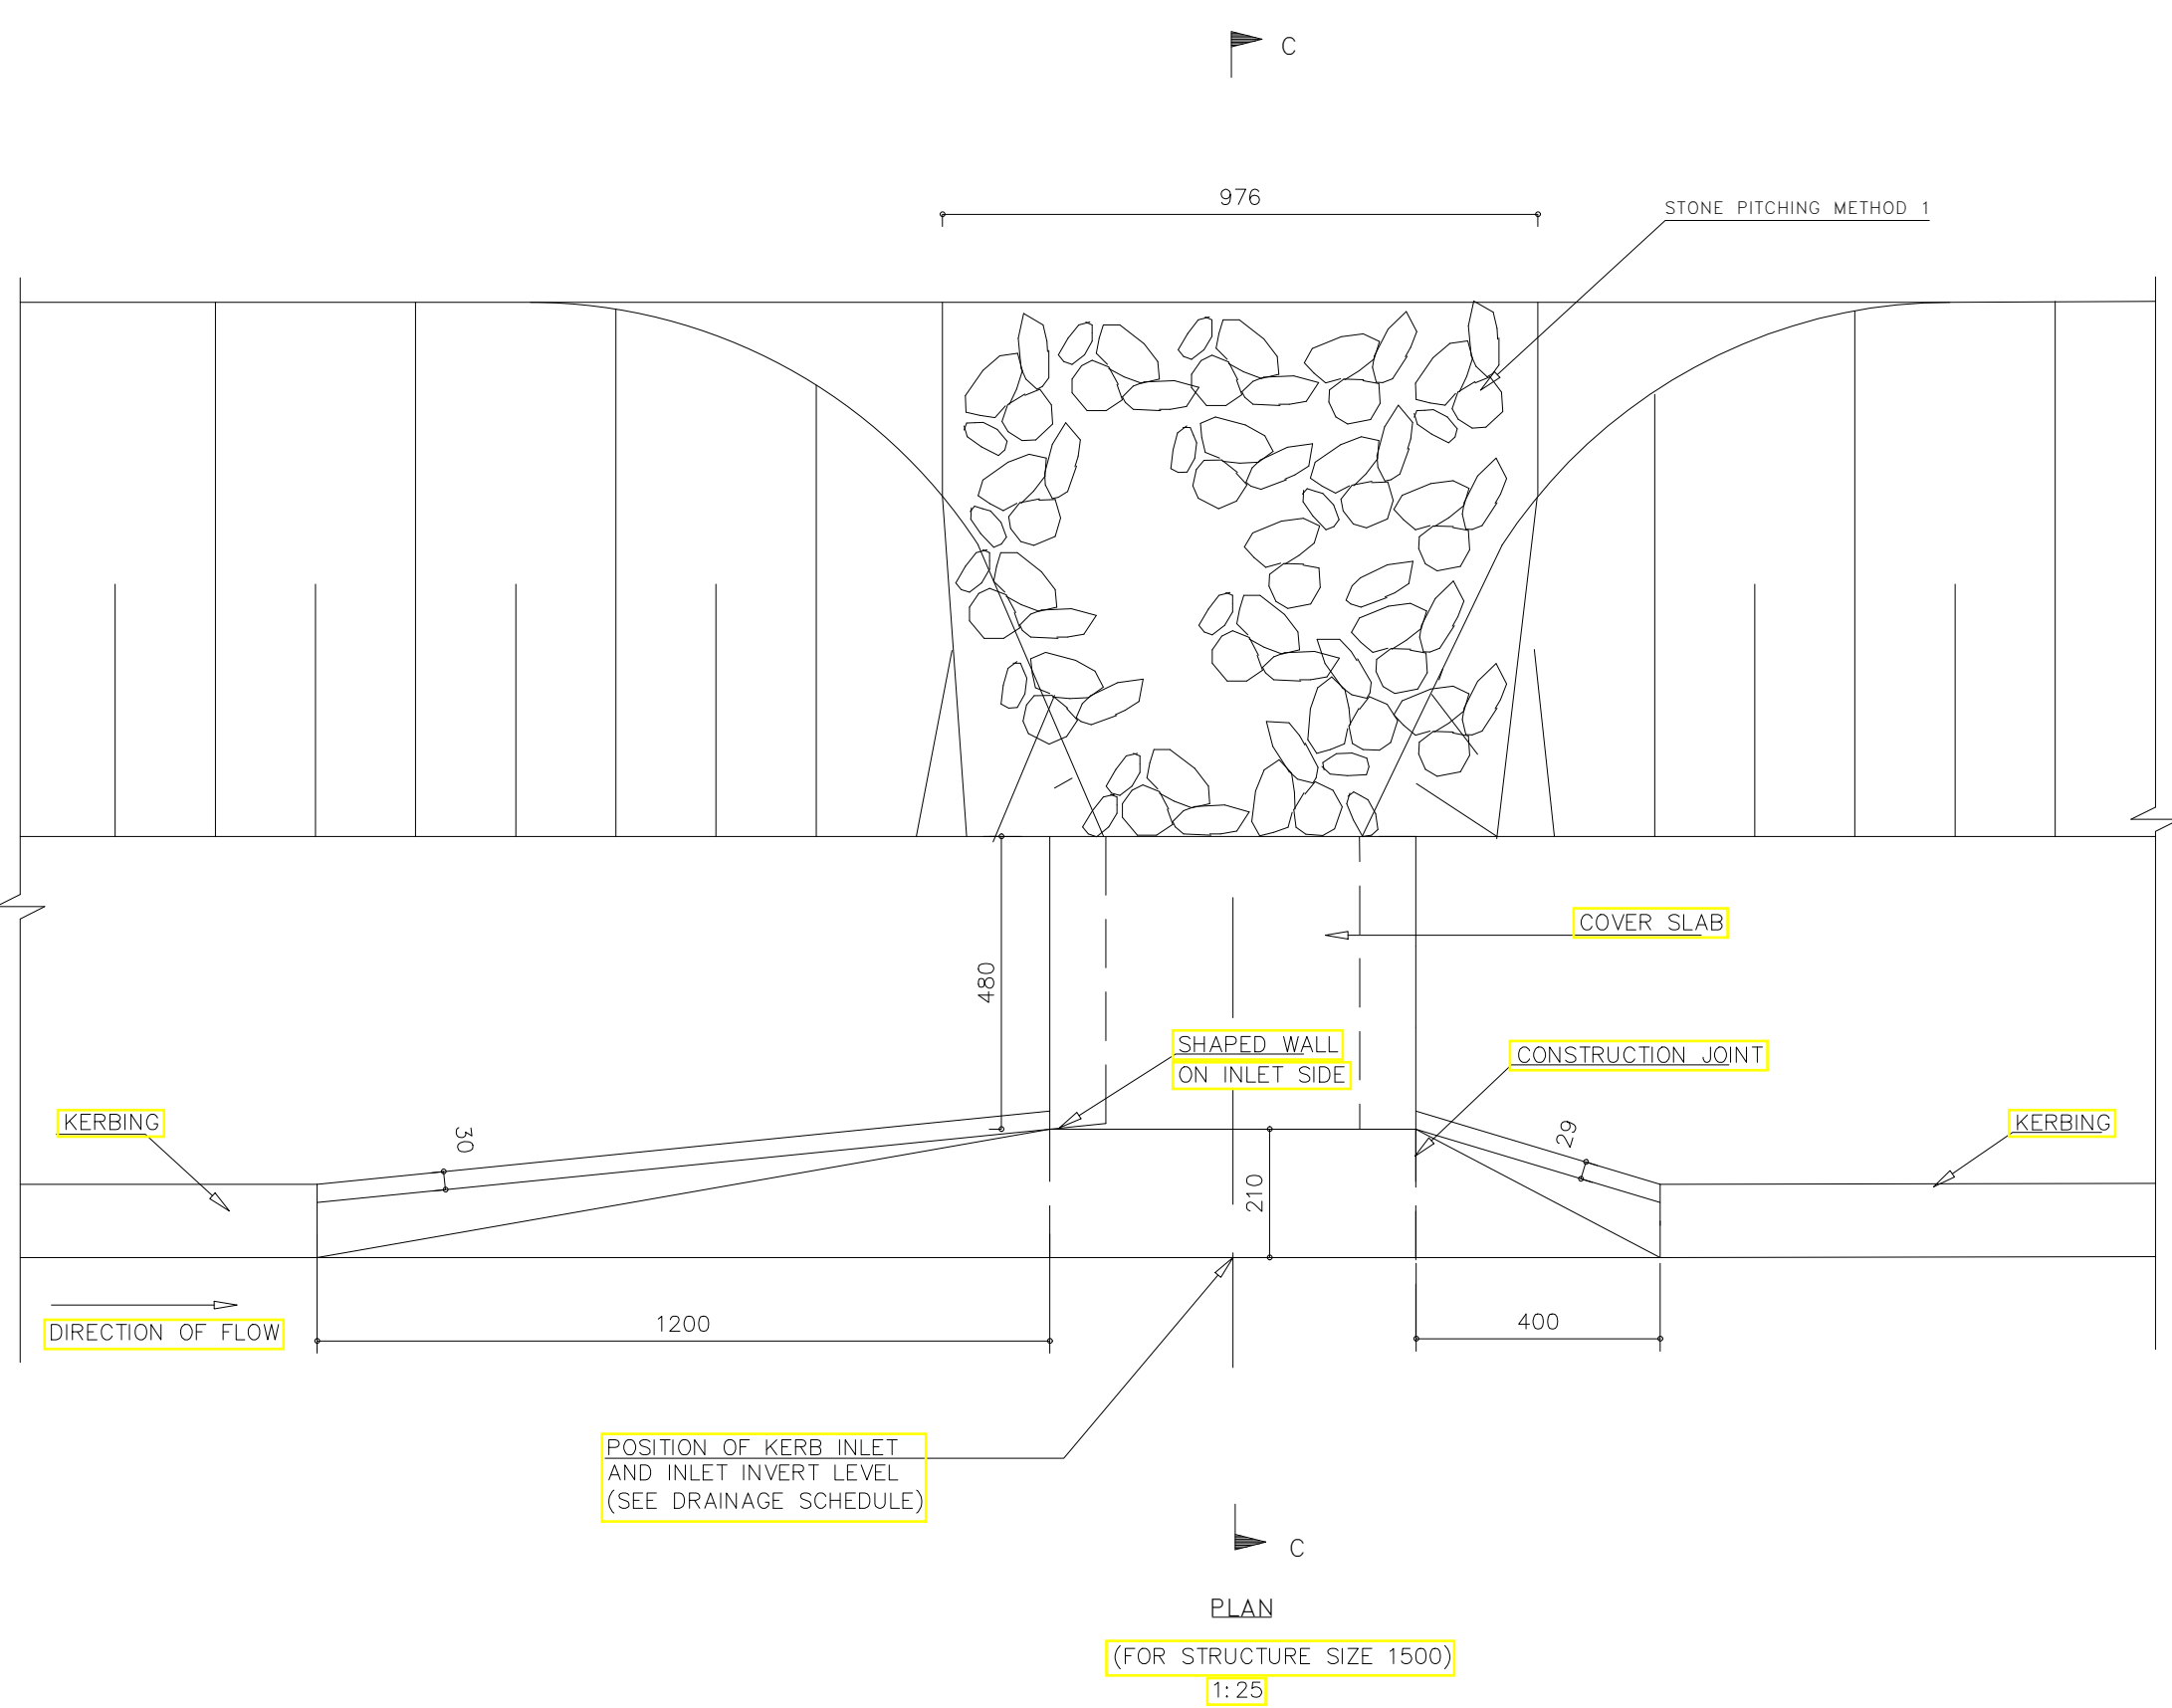 C
976
STONE PITCHING METHOD 1
COVER SLAB
480
SHAPED WALL
ON INLET SIDE
CONSTRUCTION JOINT
KERBING
30
29
KERBING
210
DIRECTION OF FLOW
1200
400
POSITION OF KERB INLET
AND INLET INVERT LEVEL
(SEE DRAINAGE SCHEDULE)
C
PLAN
(FOR STRUCTURE SIZE 1500)
1:25